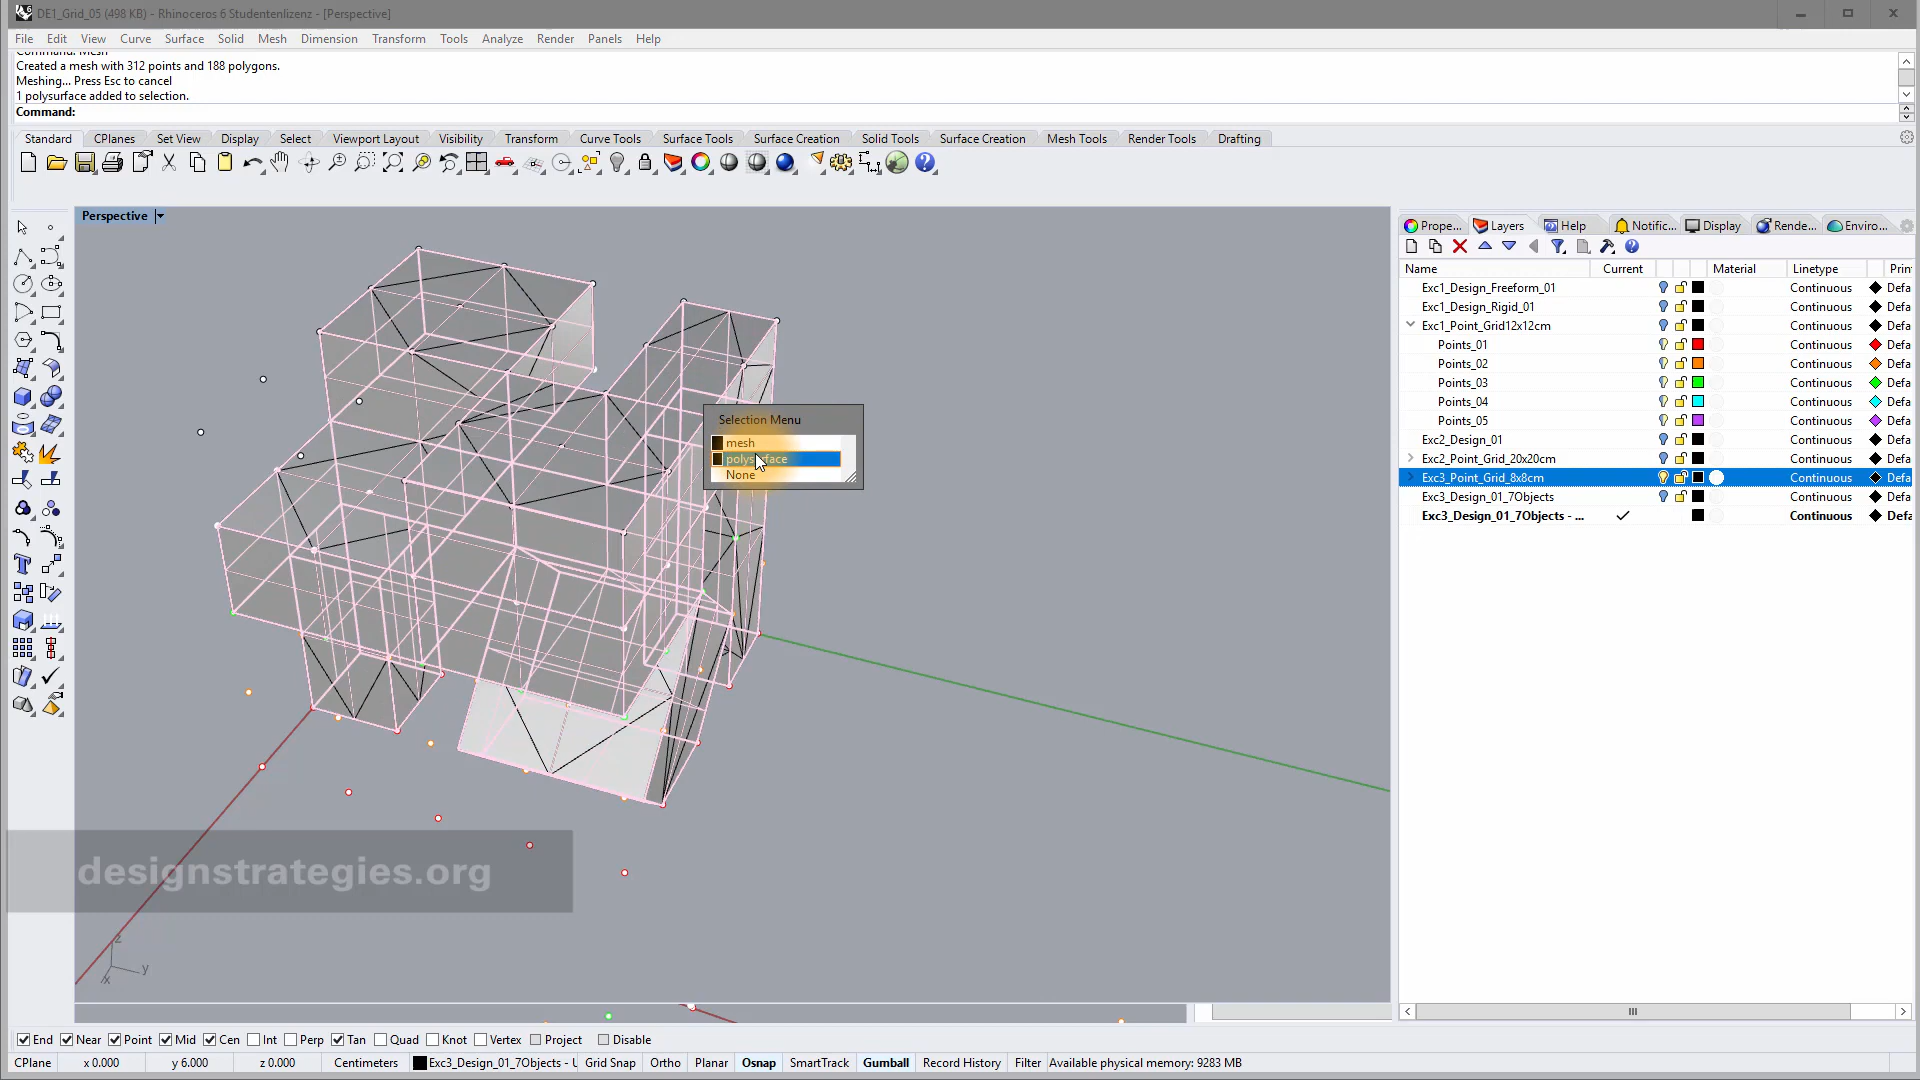 DE1_Grid_05 (498 KB) - Rhinoceros 6 Studentenlizenz - [Perspective]
File Edit View Curve Surface Solid Mesh Dimension Transform Tools Analyze Render Panels Help
Command: Mesh
Created a mesh with 312 points and 188 polygons.
Meshing... Press Esc to cancel
1 polysurface added to selection.
Command:
Standard CPlanes Set View Display Select Viewport Layout Visibility Transform Curve Tools Surface Tools Surface Creation Solid Tools Surface Creation Mesh Tools Render Tools Drafting
Perspective
Prope... Layers Help Notific... Display Rende... Enviro...
Name Current Material Linetype Prin
Exc1_Design_Freeform_01 Continuous Defa
Exc1_Design_Rigid_01 Continuous Defa
Exc1_Point_Grid12x12cm Continuous Defa
Points_01 Continuous Defa
Points_02 Continuous Defa
Points_03 Continuous Defa
Points_04 Continuous Defa
Points_05 Continuous Defa
Exc2_Design_01 Continuous Defa
Exc2_Point_Grid_20x20cm Continuous Defa
Exc3_Point_Grid_8x8cm Continuous Defa
Exc3_Design_01_7Objects Continuous Defa
Exc3_Design_01_7Objects - ... Continuous Defa
Selection Menu
mesh
polysurface
None
designstrategies.org
z
y
x
End Near Point Mid Cen Int Perp Tan Quad Knot Vertex Project Disable
CPlane x 0.000 y 6.000 z 0.000 Centimeters Exc3_Design_01_7Objects - U Grid Snap Ortho Planar Osnap SmartTrack Gumball Record History Filter Available physical memory: 9283 MB